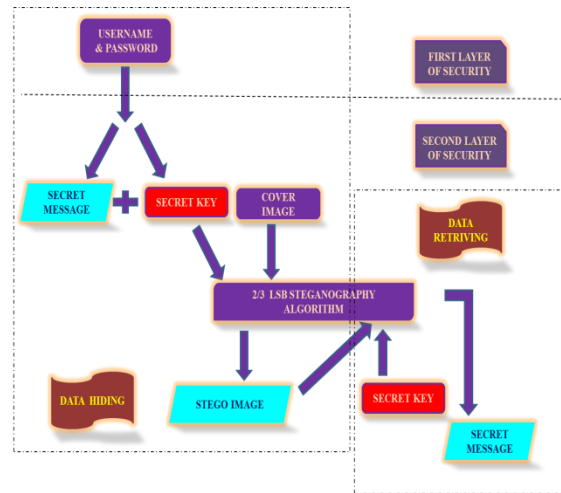 USERNAME
& PASSWORD
FIRST LAYER
OF SECURITY
SECOND LAYER
OF SECURITY
SECRET
MESSAGE
SECRET KEY
COVER
IMAGE
DATA
RETRIVING
2/3 LSB STEGANOGRAPHY
ALGORITHM
DATA HIDING
STEGO IMAGE
SECRET KEY
SECRET
MESSAGE